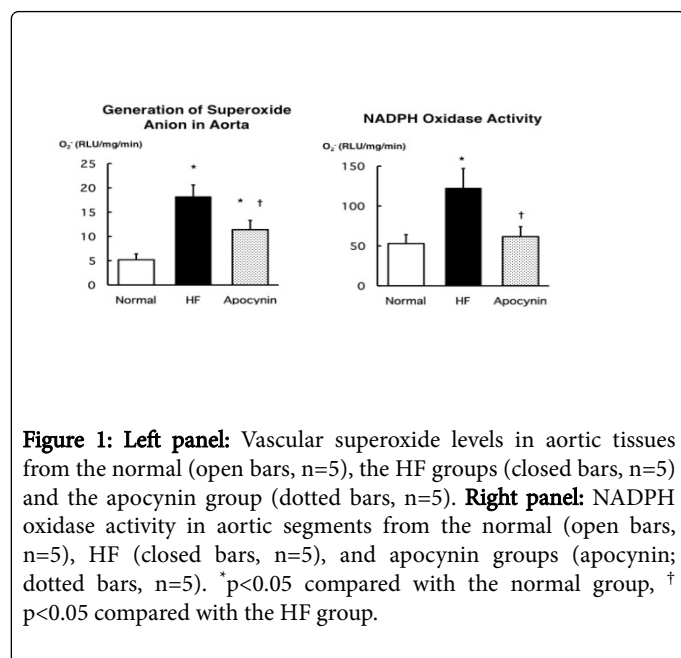 Generation of Superoxide
Anion in Aorta
O₂⁻ (RLU/mg/min)
25
20
15
10
5
0
*
* †
Normal HF Apocynin
NADPH Oxidase Activity
O₂⁻ (RLU/mg/min)
150
100
50
0
*
†
Normal HF Apocynin
Figure 1: Left panel: Vascular superoxide levels in aortic tissues
from the normal (open bars, n=5), the HF groups (closed bars, n=5)
and the apocynin group (dotted bars, n=5). Right panel: NADPH
oxidase activity in aortic segments from the normal (open bars,
n=5), HF (closed bars, n=5), and apocynin groups (apocynin;
dotted bars, n=5). *p<0.05 compared with the normal group, †
p<0.05 compared with the HF group.